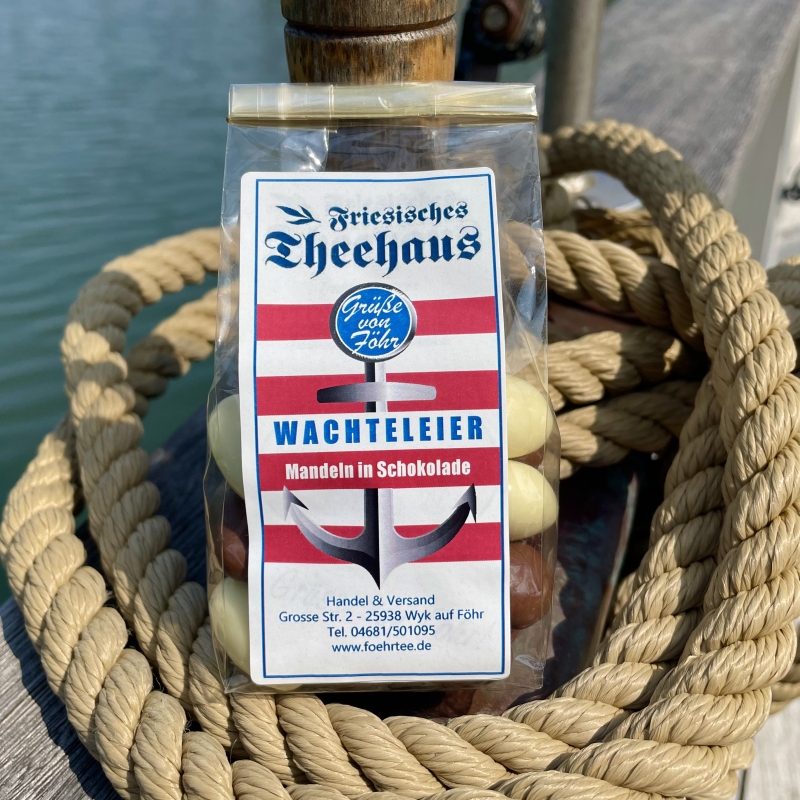 Friesisches
Theehaus
Grüße
von
Föhr
WACHTELEIER
Mandeln in Schokolade
Handel & Versand
Grosse Str. 2 - 25938 Wyk auf Föhr
Tel. 04681/501095
www.foehrtee.de